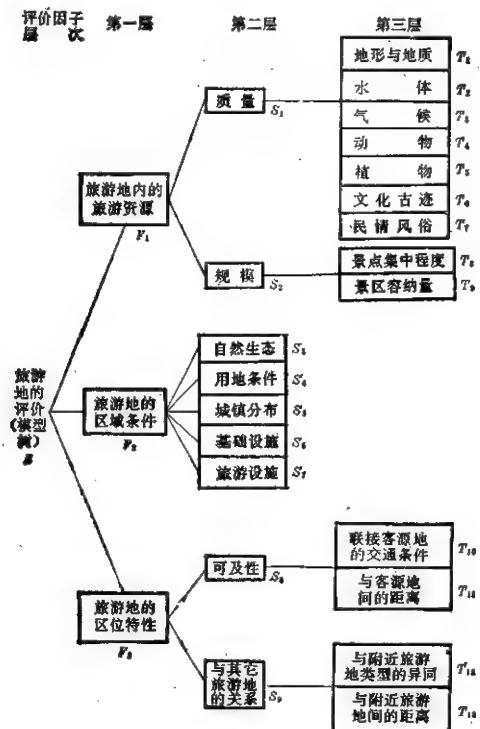 评价因子 第一层 第二层 第三层
层 次
地形与地质 T₁
水 体 T₂
质 量 S₁
气 候 T₃
动 物 T₄
植 物 T₅
旅游地内的
旅游资源
F₁
文化古迹 T₆
民情风俗 T₇
规 模 S₂
景点集中程度 T₈
景区容纳量 T₉
自然生态 S₃
用地条件 S₄
旅游
地的
评价
(模型
树)
E
旅游地的
区域条件
F₂
城镇分布 S₅
基础设施 S₆
旅游设施 S₇
联接客源地
的交通条件 T₁₀
可及性 S₈
与客源地
间的距离 T₁₁
旅游地的
区位特性
F₃
与其它
旅游地
的关系 S₉
与附近旅游
地类型的异同 T₁₂
与附近旅游
地间的距离 T₁₃